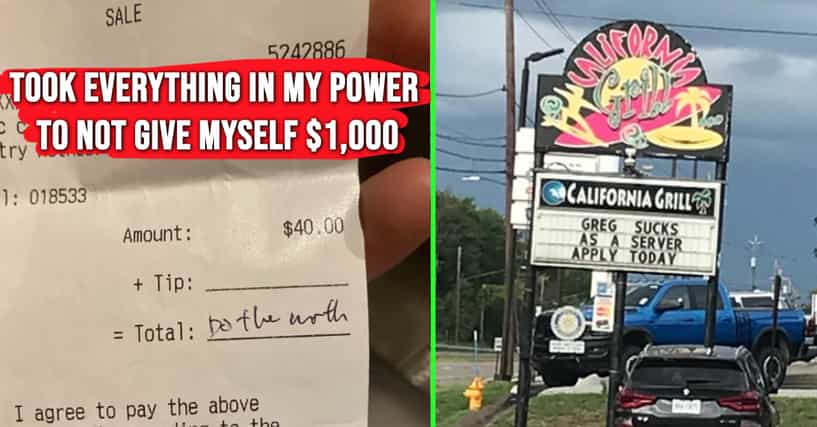 SALE
5242886
TOOK EVERYTHING IN MY POWER
TO NOT GIVE MYSELF $1,000
try
018533
Amount: $40.00
+ Tip:
= Total: Do the math
I agree to pay the above
CALIFORNIA
Grill
CALIFORNIA GRILL
GREG SUCKS
AS A SERVER
APPLY TODAY